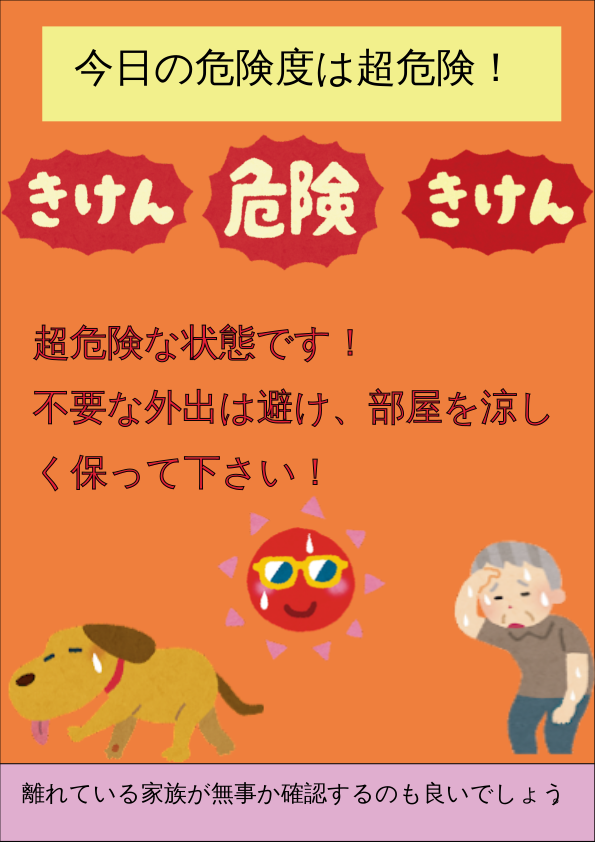 今日の危険度は超危険！
きけん
危険
きけん
超危険な状態です！
不要な外出は避け、部屋を涼し
く保って下さい！
離れている家族が無事か確認するのも良いでしょう